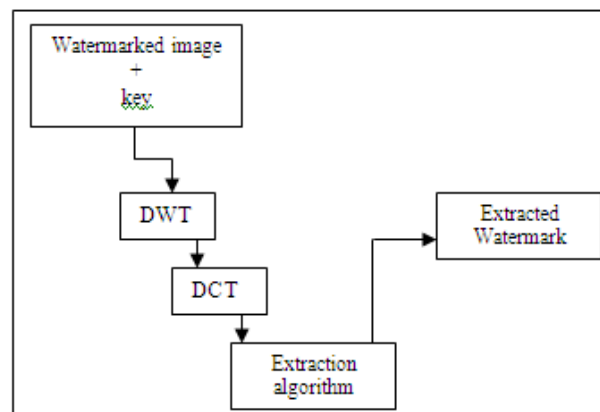 Watermarked image
+
key
DWT
DCT
Extraction
algorithm
Extracted
Watermark